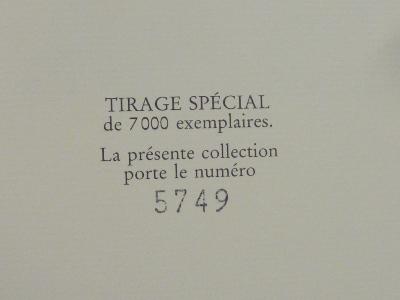 TIRAGE SPÉCIAL
de 7000 exemplaires.
La présente collection
porte le numéro
5749